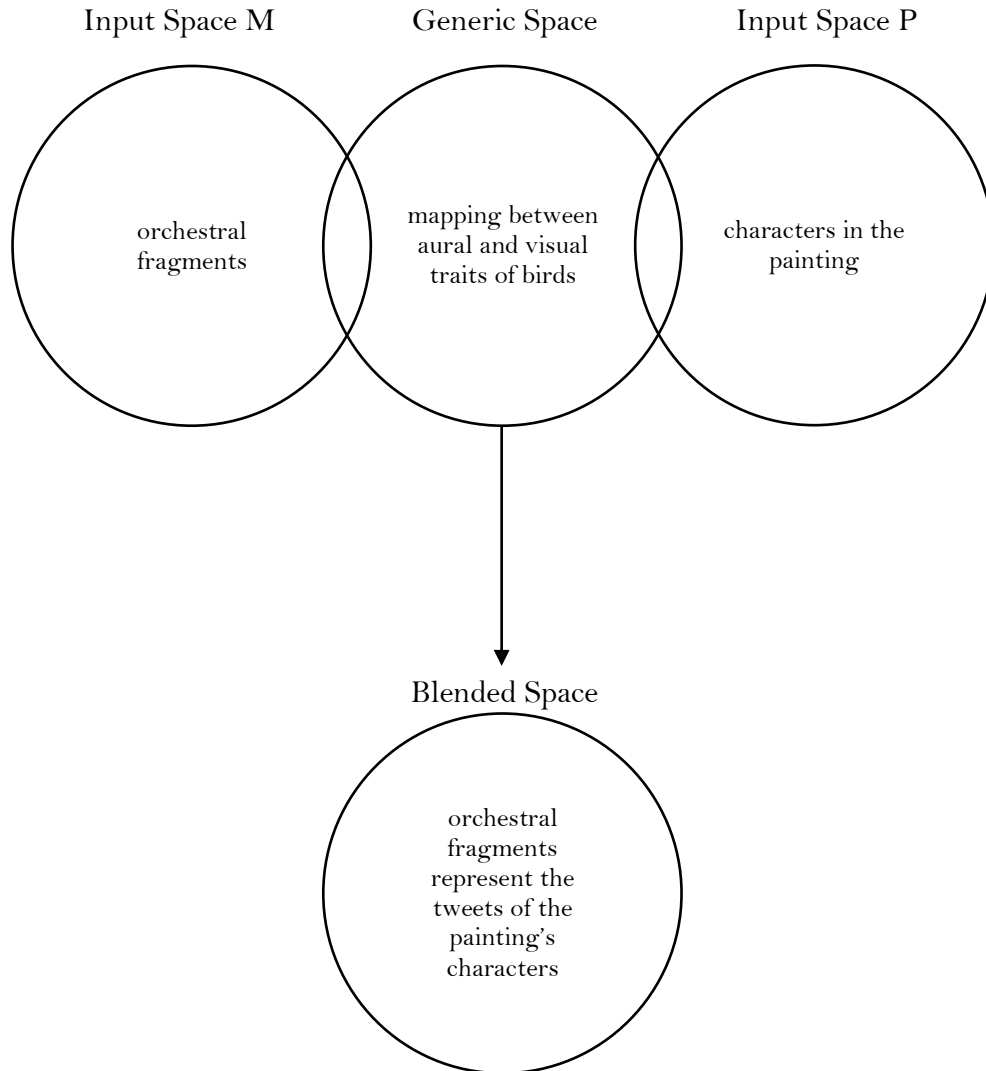 Input Space M
Generic Space
Input Space P
orchestral
fragments
mapping between
aural and visual
traits of birds
characters in the
painting
Blended Space
orchestral
fragments
represent the
tweets of the
painting’s
characters